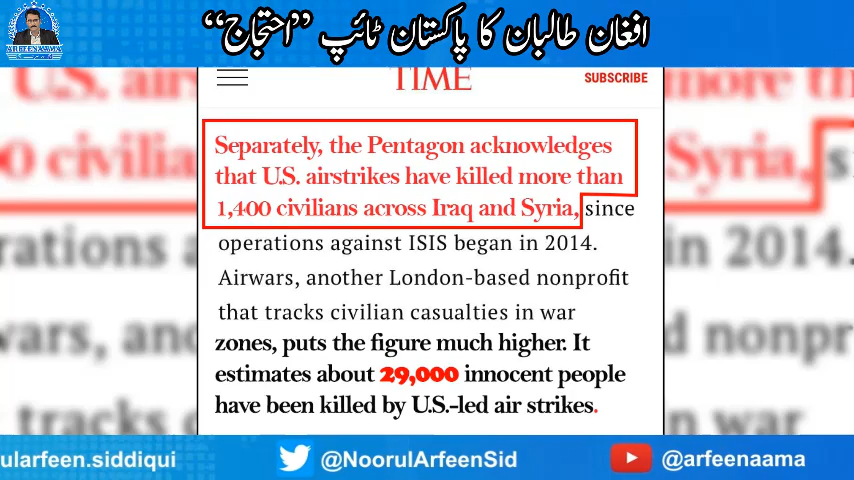 افغان طالبان کا پاکستان ٹائپ “احتجاج”
ARFEENAAMA
TIME
SUBSCRIBE
Separately, the Pentagon acknowledges
that U.S. airstrikes have killed more than
1,400 civilians across Iraq and Syria, since
operations against ISIS began in 2014.
Airwars, another London-based nonprofit
that tracks civilian casualties in war
zones, puts the figure much higher. It
estimates about 29,000 innocent people
have been killed by U.S.-led air strikes.
ularfeen.siddiqui
@NoorulArfeenSid
@arfeenaama